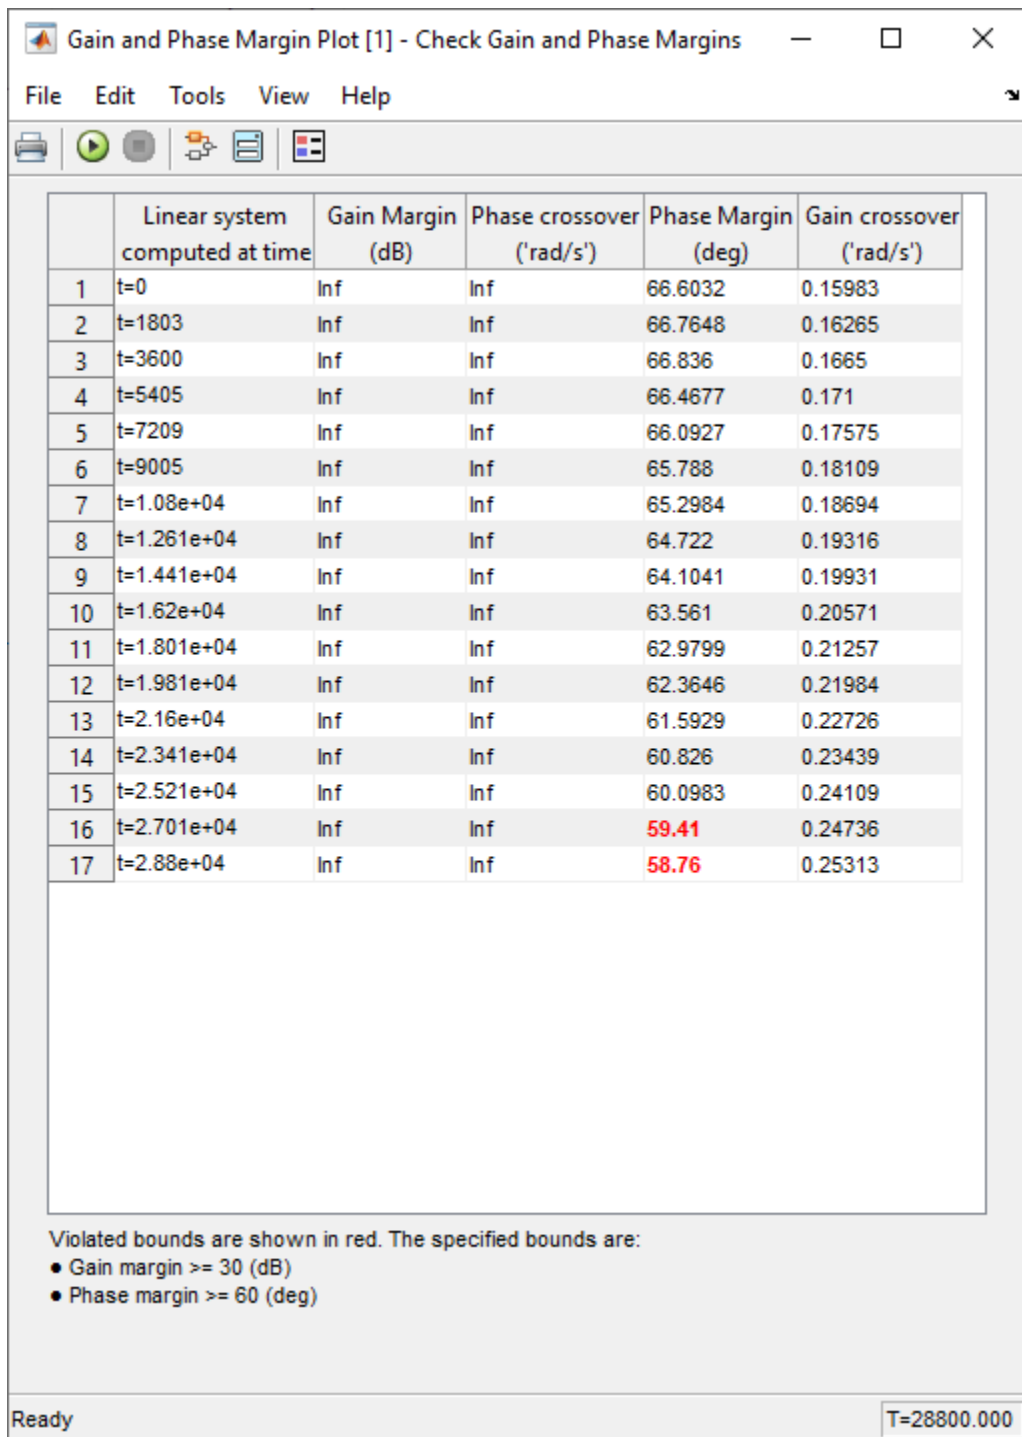 Gain and Phase Margin Plot [1] - Check Gain and Phase Margins
File Edit Tools View Help
Linear system computed at time Gain Margin (dB) Phase crossover ('rad/s') Phase Margin (deg) Gain crossover ('rad/s')
1 t=0 Inf Inf 66.6032 0.15983
2 t=1803 Inf Inf 66.7648 0.16265
3 t=3600 Inf Inf 66.836 0.1665
4 t=5405 Inf Inf 66.4677 0.171
5 t=7209 Inf Inf 66.0927 0.17575
6 t=9005 Inf Inf 65.788 0.18109
7 t=1.08e+04 Inf Inf 65.2984 0.18694
8 t=1.261e+04 Inf Inf 64.722 0.19316
9 t=1.441e+04 Inf Inf 64.1041 0.19931
10 t=1.62e+04 Inf Inf 63.561 0.20571
11 t=1.801e+04 Inf Inf 62.9799 0.21257
12 t=1.981e+04 Inf Inf 62.3646 0.21984
13 t=2.16e+04 Inf Inf 61.5929 0.22726
14 t=2.341e+04 Inf Inf 60.826 0.23439
15 t=2.521e+04 Inf Inf 60.0983 0.24109
16 t=2.701e+04 Inf Inf 59.41 0.24736
17 t=2.88e+04 Inf Inf 58.76 0.25313
Violated bounds are shown in red. The specified bounds are:
● Gain margin >= 30 (dB)
● Phase margin >= 60 (deg)
Ready T=28800.000